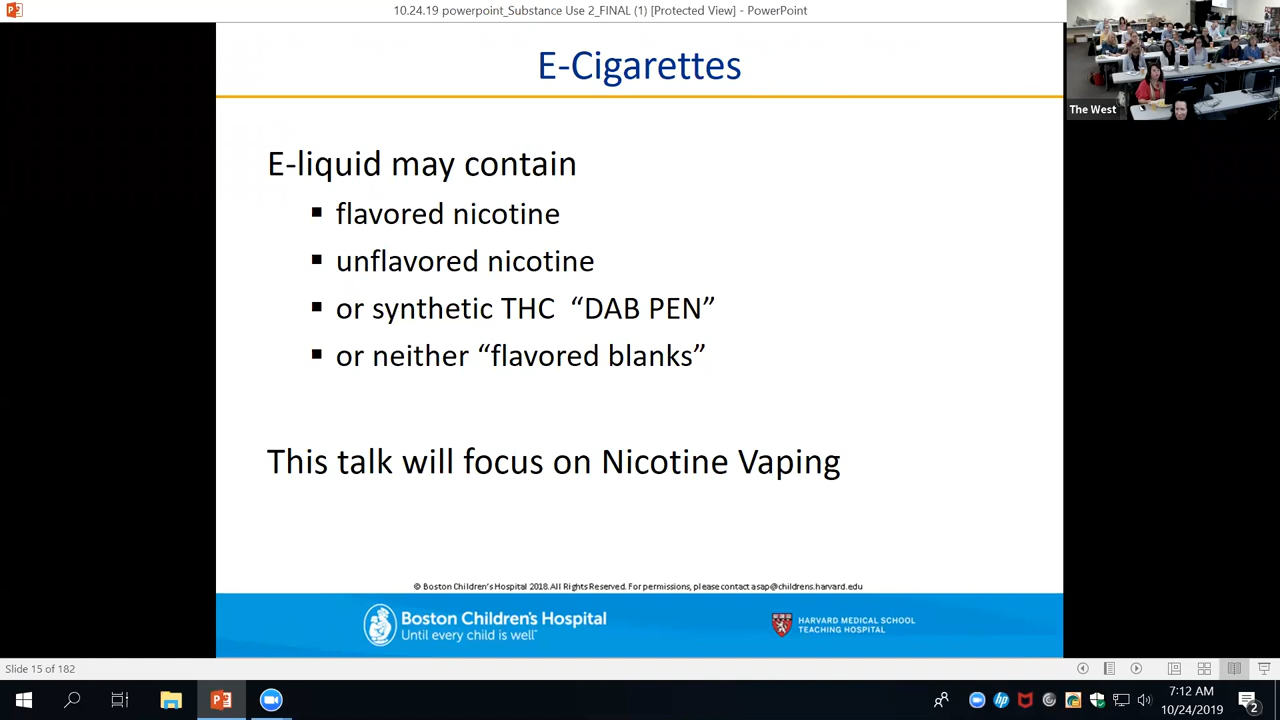 10.24.19 powerpoint_Substance Use 2_FINAL (1) [Protected View] - PowerPoint
The West
E-Cigarettes
E-liquid may contain
▪ flavored nicotine
▪ unflavored nicotine
▪ or synthetic THC “DAB PEN”
▪ or neither “flavored blanks”
This talk will focus on Nicotine Vaping
© Boston Children’s Hospital 2018. All Rights Reserved. For permissions, please contact asap@childrens.harvard.edu
Boston Children’s Hospital
Until every child is well™
HARVARD MEDICAL SCHOOL
TEACHING HOSPITAL
Slide 15 of 182
7:12 AM
10/24/2019
2